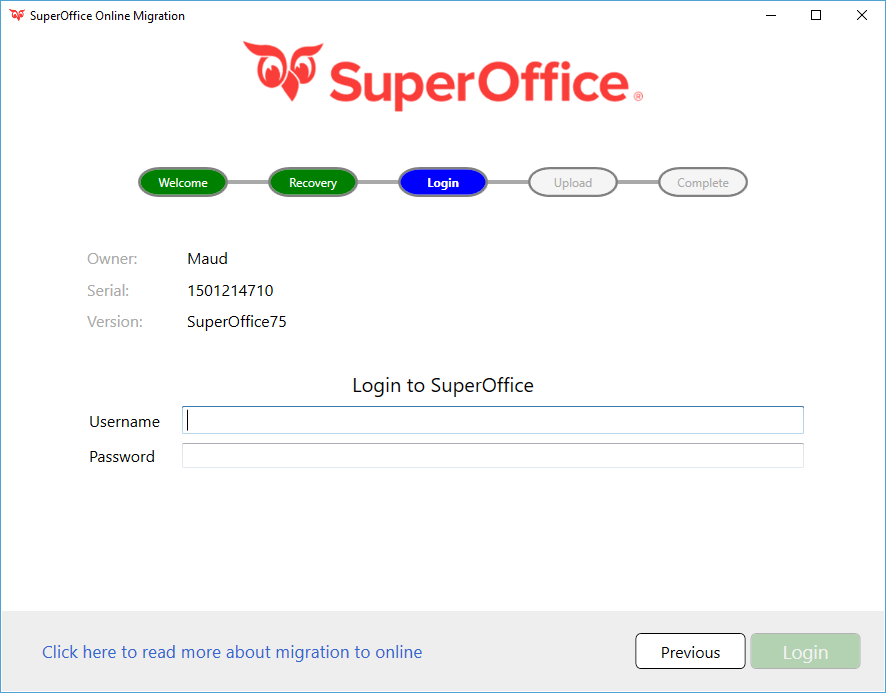 SuperOffice Online Migration
SuperOffice®
Welcome Recovery Login Upload Complete
Owner: Maud
Serial: 1501214710
Version: SuperOffice75
Login to SuperOffice
Username
Password
Click here to read more about migration to online Previous Login